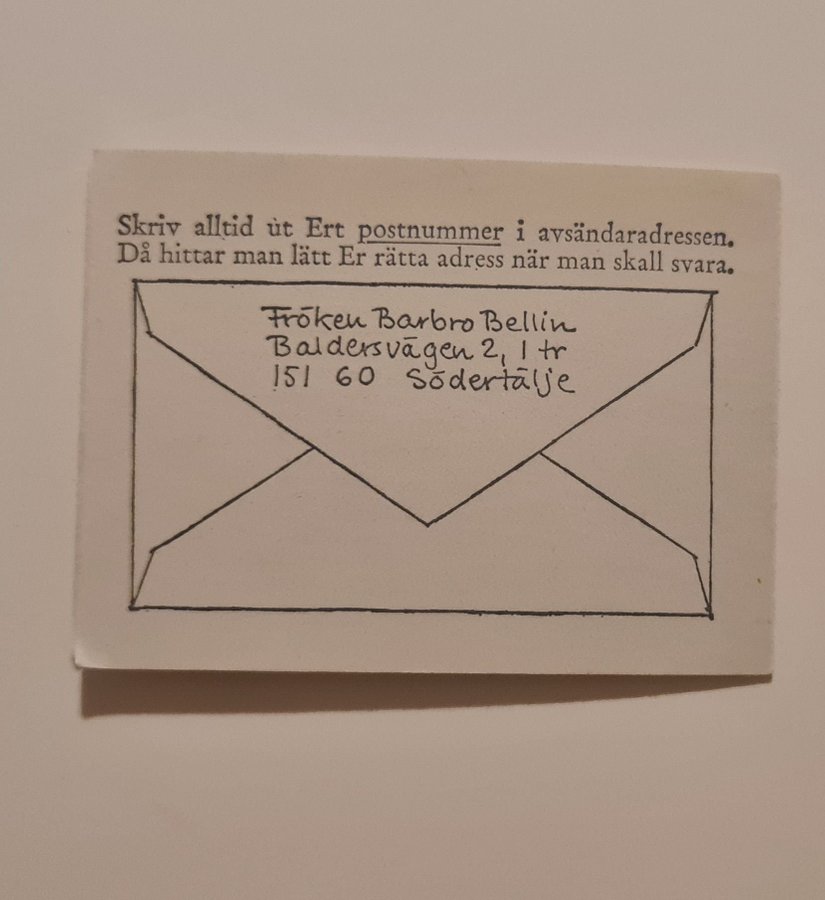 Skriv alltid ut Ert postnummer i avsändaradressen.
Då hittar man lätt Er rätta adress när man skall svara.
Fröken Barbro Bellin
Baldersvägen 2, 1 tr
151 60 Södertälje